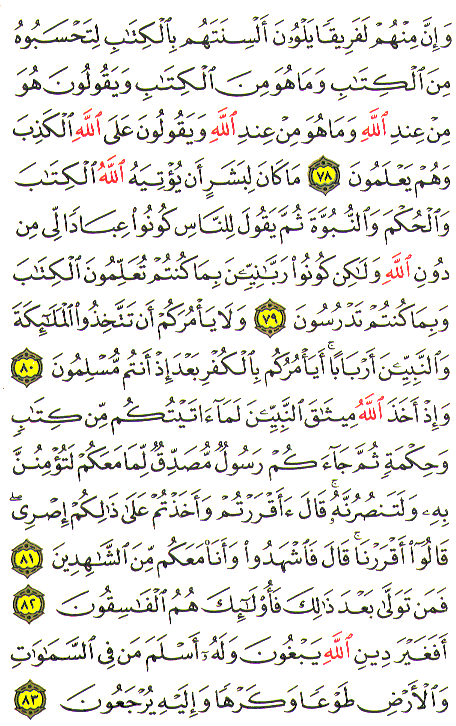 وَإِنَّ مِنْهُمْ لَفَرِيقًا يَلْوُۥنَ أَلْسِنَتَهُم بِٱلْكِتَٰبِ لِتَحْسَبُوهُ
مِنَ ٱلْكِتَٰبِ وَمَا هُوَ مِنَ ٱلْكِتَٰبِ وَيَقُولُونَ هُوَ
مِنْ عِندِ ٱللَّهِ وَمَا هُوَ مِنْ عِندِ ٱللَّهِ وَيَقُولُونَ عَلَى ٱللَّهِ ٱلْكَذِبَ
وَهُمْ يَعْلَمُونَ ٧٨ مَا كَانَ لِبَشَرٍ أَن يُؤْتِيَهُ ٱللَّهُ ٱلْكِتَٰبَ
وَٱلْحُكْمَ وَٱلنُّبُوَّةَ ثُمَّ يَقُولَ لِلنَّاسِ كُونُوا۟ عِبَادًا لِّى مِن
دُونِ ٱللَّهِ وَلَٰكِن كُونُوا۟ رَبَّٰنِيِّۦنَ بِمَا كُنتُمْ تُعَلِّمُونَ ٱلْكِتَٰبَ
وَبِمَا كُنتُمْ تَدْرُسُونَ ٧٩ وَلَا يَأْمُرَكُمْ أَن تَتَّخِذُوا۟ ٱلْمَلَٰٓئِكَةَ
وَٱلنَّبِيِّۦنَ أَرْبَابًا ۗ أَيَأْمُرُكُم بِٱلْكُفْرِ بَعْدَ إِذْ أَنتُم مُّسْلِمُونَ ٨٠
وَإِذْ أَخَذَ ٱللَّهُ مِيثَٰقَ ٱلنَّبِيِّۦنَ لَمَآ ءَاتَيْتُكُم مِّن كِتَٰبٍ
وَحِكْمَةٍ ثُمَّ جَآءَكُمْ رَسُولٌ مُّصَدِّقٌ لِّمَا مَعَكُمْ لَتُؤْمِنُنَّ
بِهِۦ وَلَتَنصُرُنَّهُۥ ۚ قَالَ ءَأَقْرَرْتُمْ وَأَخَذْتُمْ عَلَىٰ ذَٰلِكُمْ إِصْرِى ۖ
قَالُوٓا۟ أَقْرَرْنَا ۚ قَالَ فَٱشْهَدُوا۟ وَأَنَا۠ مَعَكُم مِّنَ ٱلشَّٰهِدِينَ ٨١
فَمَن تَوَلَّىٰ بَعْدَ ذَٰلِكَ فَأُو۟لَٰٓئِكَ هُمُ ٱلْفَٰسِقُونَ ٨٢
أَفَغَيْرَ دِينِ ٱللَّهِ يَبْغُونَ وَلَهُۥٓ أَسْلَمَ مَن فِى ٱلسَّمَٰوَٰتِ
وَٱلْأَرْضِ طَوْعًا وَكَرْهًا وَإِلَيْهِ يُرْجَعُونَ ٨٣